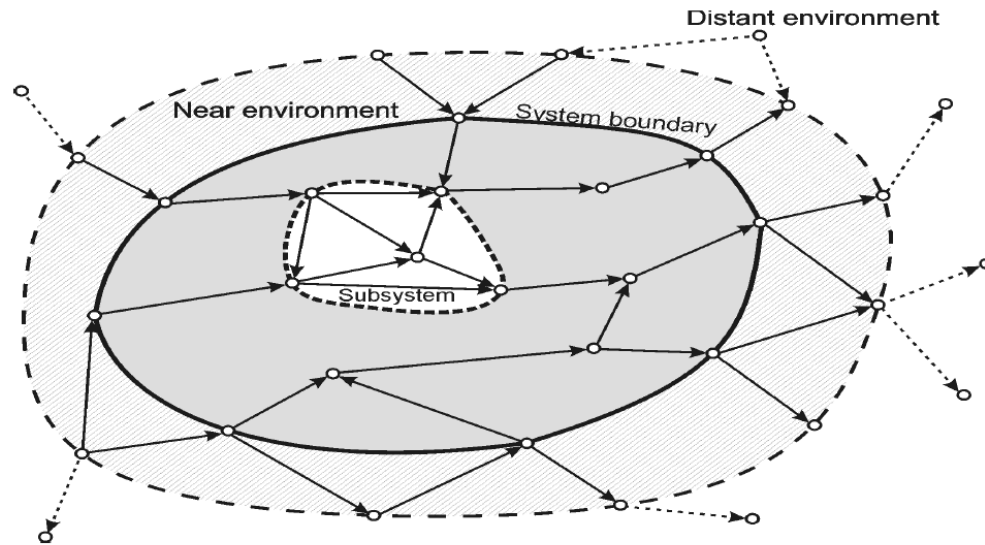 Distant environment
Near environment
System boundary
Subsystem